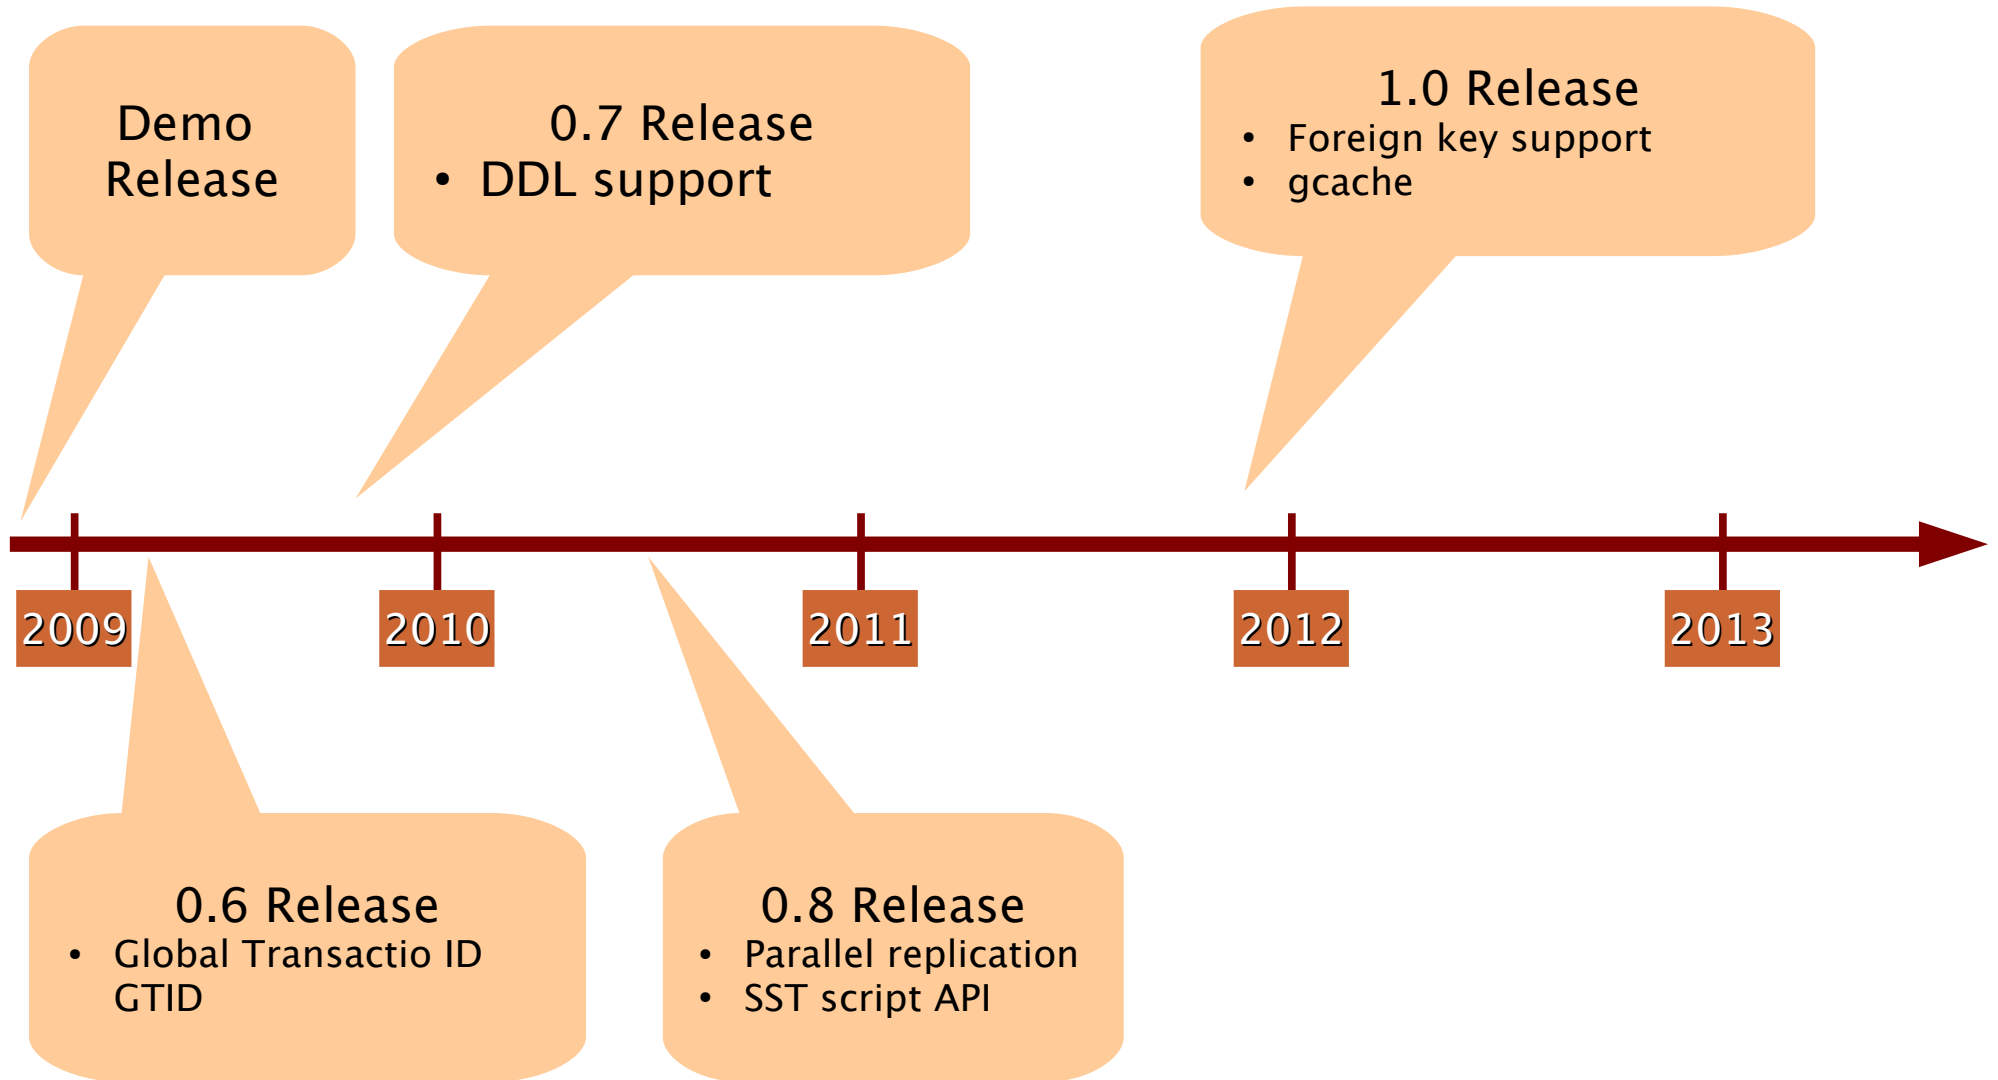 Demo
Release
0.7 Release
• DDL support
1.0 Release
• Foreign key support
• gcache
2009
2010
2011
2012
2013
0.6 Release
• Global Transactio ID
GTID
0.8 Release
• Parallel replication
• SST script API